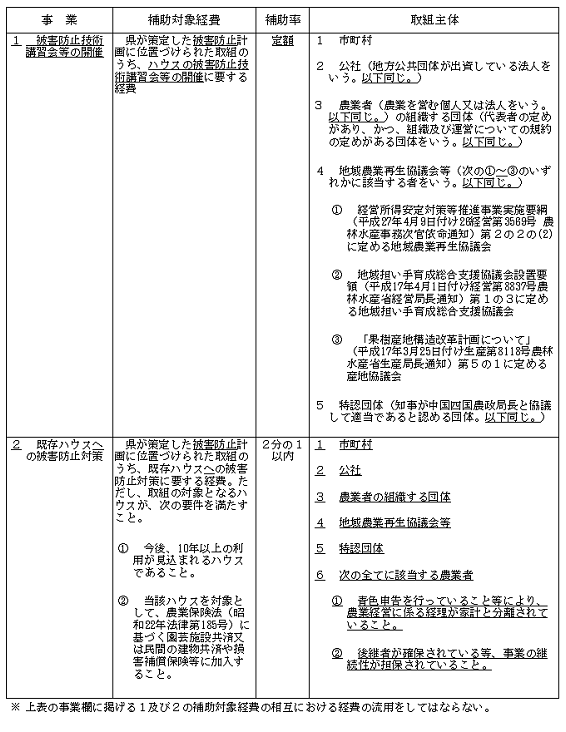 事　業　補助対象経費　補助率　取組主体
１　被害防止技術
講習会等の開催
県が策定した被害防止計
画に位置づけられた取組の
うち、ハウスの被害防止技
術講習会等の開催に要する
経費
定額
１　市町村
２　公社（地方公共団体が出資している法人を
いう。以下同じ。）
３　農業者（農業を営む個人又は法人をいう。
以下同じ。）の組織する団体（代表者の定め
があり、かつ、組織及び運営についての規約
の定めがある団体をいう。以下同じ。）
４　地域農業再生協議会等（次の①～③のいず
れかに該当する者をいう。以下同じ。）
①　経営所得安定対策等推進事業実施要綱
（平成27年4月9日付け26経営第3569号 農
林水産事務次官依命通知）第２の２の(2)
に定める地域農業再生協議会
②　地域担い手育成総合支援協議会設置要
領（平成17年4月1日付け経営第8837号農
林水産省経営局長通知）第１の３に定め
る地域担い手育成総合支援協議会
③　「果樹産地構造改革計画について」
（平成17年3月25日付け生産第8118号農林
水産省生産局長通知）第５の１に定める
産地協議会
５　特認団体（知事が中国四国農政局長と協議
して適当であると認める団体。以下同じ。）
２　既存ハウスへ
の被害防止対策
県が策定した被害防止計
画に位置づけられた取組の
うち、既存ハウスへの被害
防止対策に要する経費。た
だし、取組の対象となるハ
ウスが、次の要件を満たす
こと。
①　今後、10年以上の利
用が見込まれるハウス
であること。
②　当該ハウスを対象と
して、農業保険法（昭
和22年法律第185号）に
基づく園芸施設共済又
は民間の建物共済や損
害補償保険等に加入す
ること。
２分の１
以内
１　市町村
２　公社
３　農業者の組織する団体
４　地域農業再生協議会等
５　特認団体
６　次の全てに該当する農業者
①　青色申告を行っていること等により、
農業経営に係る経理が家計と分離されて
いること。
②　後継者が確保されている等、事業の継
続性が担保されていること。
※ 上表の事業欄に掲げる１及び２の補助対象経費の相互における経費の流用をしてはならない。